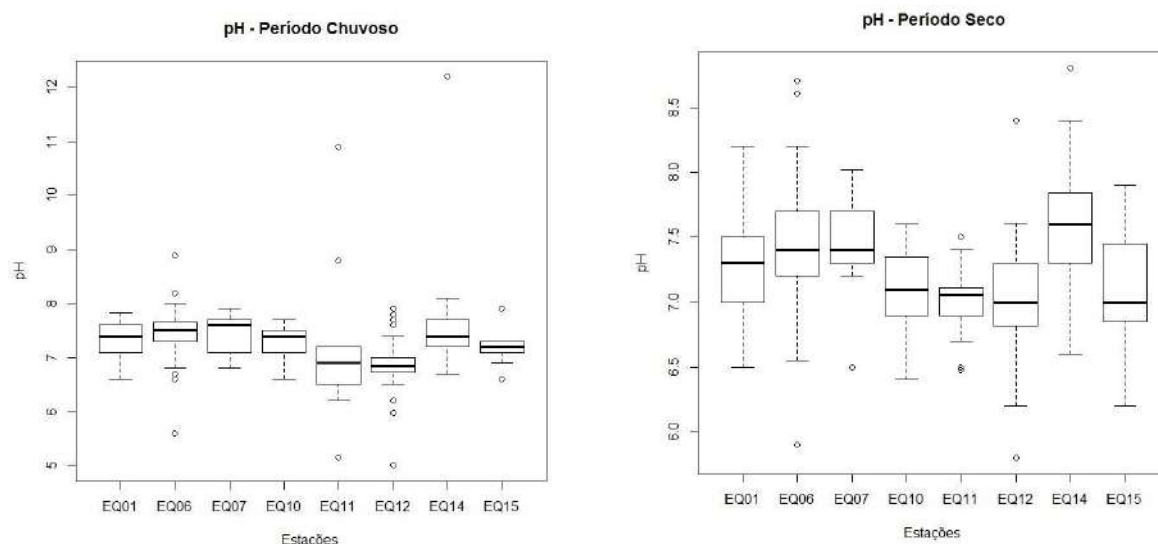 pH - Período Chuvoso
pH
12
11
10
9
8
7
6
5
EQ01 EQ06 EQ07 EQ10 EQ11 EQ12 EQ14 EQ15
Estações
pH - Período Seco
pH
8.5
8.0
7.5
7.0
6.5
6.0
EQ01 EQ06 EQ07 EQ10 EQ11 EQ12 EQ14 EQ15
Estações